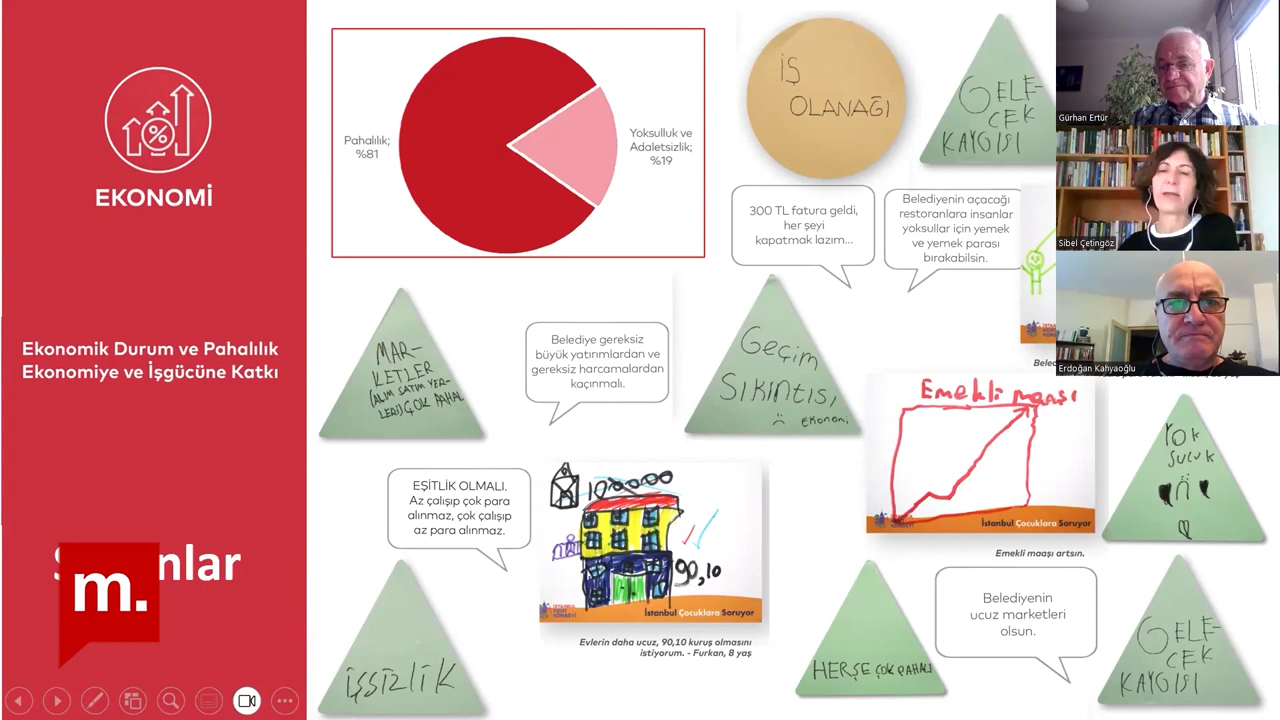 EKONOMİ
Ekonomik Durum ve Pahalılık
Ekonomiye ve İşgücüne Katkı
m.
Pahalılık;
%81
Yoksulluk ve
Adaletsizlik;
%19
İŞ
OLANAĞI
GELE-
CEK
KAYGISI
300 TL fatura geldi,
her şeyi
kapatmak lazım...
Belediyenin açacağı
restoranlara insanlar
yoksullar için yemek
ve yemek parası
bırakabilsin.
Gürhan Ertür
Sibel Çetingöz
Erdoğan Kahyaoğlu
MAR-
KETLER
(ALIM SATIM YER-
LERİ) ÇOK PAHAL
Belediye gereksiz
büyük yatırımlardan ve
gereksiz harcamalardan
kaçınmalı.
Geçim
SIKINTISI
EKONOMİ
Emekli maaşı
İstanbul Çocuklara Soruyor
Emekli maaşı artsın.
YOK
SULUK
EŞİTLİK OLMALI.
Az çalışıp çok para
alınmaz, çok çalışıp
az para alınmaz.
100000
90,10
İstanbul Çocuklara Soruyor
Evlerin daha ucuz, 90,10 kuruş olmasını
istiyorum. - Furkan, 8 yaş
İŞSİZLİK
HERŞE ÇOK PAHALI
Belediyenin
ucuz marketleri
olsun.
GELE-
CEK
KAYGISI